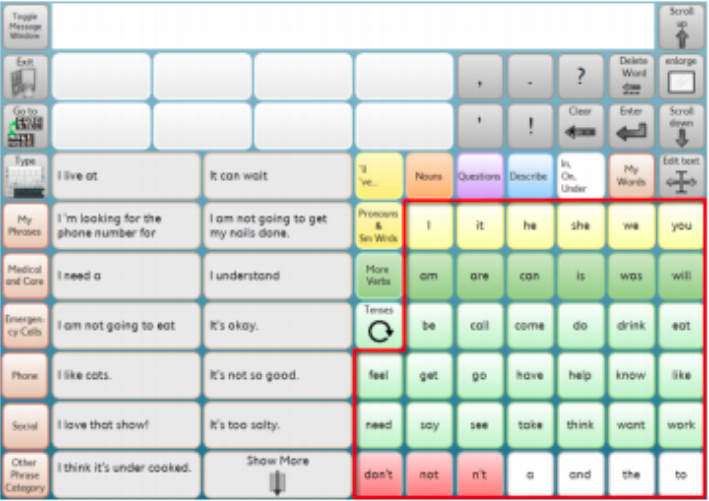 Toggle Message Window
Scroll up
Exit
,
.
?
Delete Word
enlarge
Go to
'
!
Clear
Enter
Scroll down
Type
I live at
It can wait
'll 've...
Nouns
Questions
Describe
In, On, Under
My Words
Edit text
My Phrases
I'm looking for the phone number for
I am not going to get my nails done.
Pronouns & Sm Wrds
I
it
he
she
we
you
Medical and Care
I need a
I understand
More Verbs
am
are
can
is
was
will
Emergen-cy Cells
I am not going to eat
It's okay.
Tenses
be
call
come
do
drink
eat
Phone
I like cats.
It's not so good.
feel
get
go
have
help
know
like
Social
I love that show!
It's too salty.
need
say
see
take
think
want
work
Other Phrase Category
I think it's under cooked.
Show More
don't
not
n't
a
and
the
to